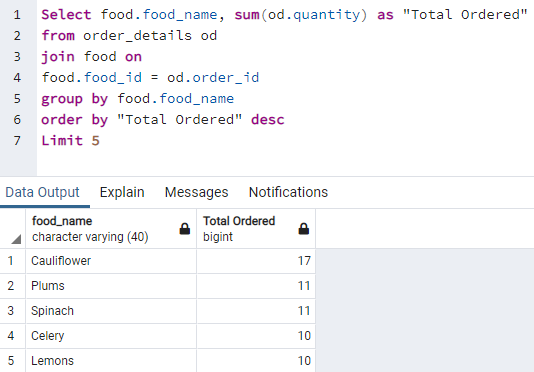 1 Select food.food_name, sum(od.quantity) as "Total Ordered"
2 from order_details od
3 join food on
4 food.food_id = od.order_id
5 group by food.food_name
6 order by "Total Ordered" desc
7 Limit 5
Data Output Explain Messages Notifications
food_name Total Ordered
character varying (40) bigint
1 Cauliflower 17
2 Plums 11
3 Spinach 11
4 Celery 10
5 Lemons 10